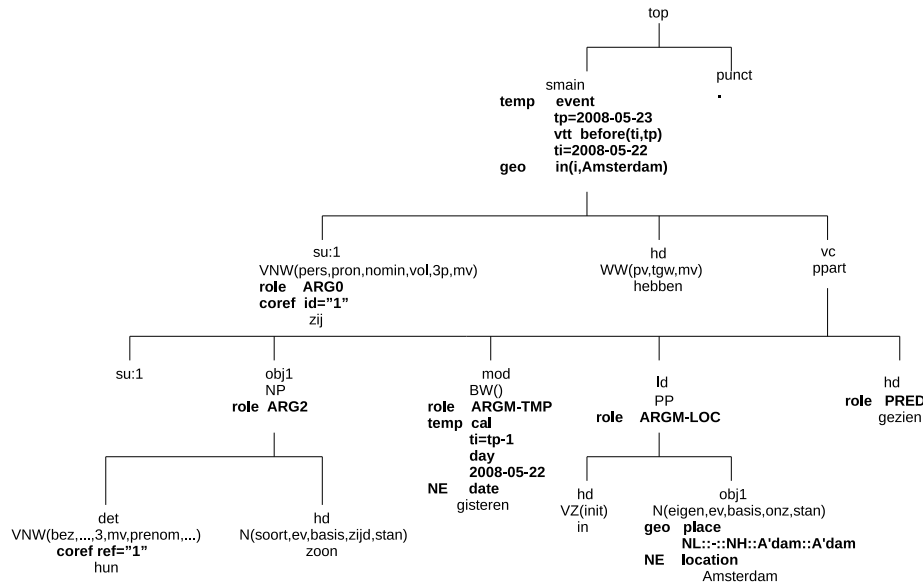 top
smain
punct
temp event
.
tp=2008-05-23
vtt before(ti,tp)
ti=2008-05-22
geo in(i,Amsterdam)
su:1
VNW(pers,pron,nomin,vol,3p,mv)
role ARG0
coref id="1"
zij
hd
WW(pv,tgw,mv)
hebben
vc
ppart
su:1
obj1
NP
role ARG2
mod
BW()
role ARGM-TMP
temp cal
ti=tp-1
day
2008-05-22
NE date
gisteren
ld
PP
role ARGM-LOC
hd
role PRED
gezien
det
VNW(bez,...,3,mv,prenom,...)
coref ref="1"
hun
hd
N(soort,ev,basis,zijd,stan)
zoon
hd
VZ(init)
in
obj1
N(eigen,ev,basis,onz,stan)
geo place
NL::-::NH::A'dam::A'dam
NE location
Amsterdam